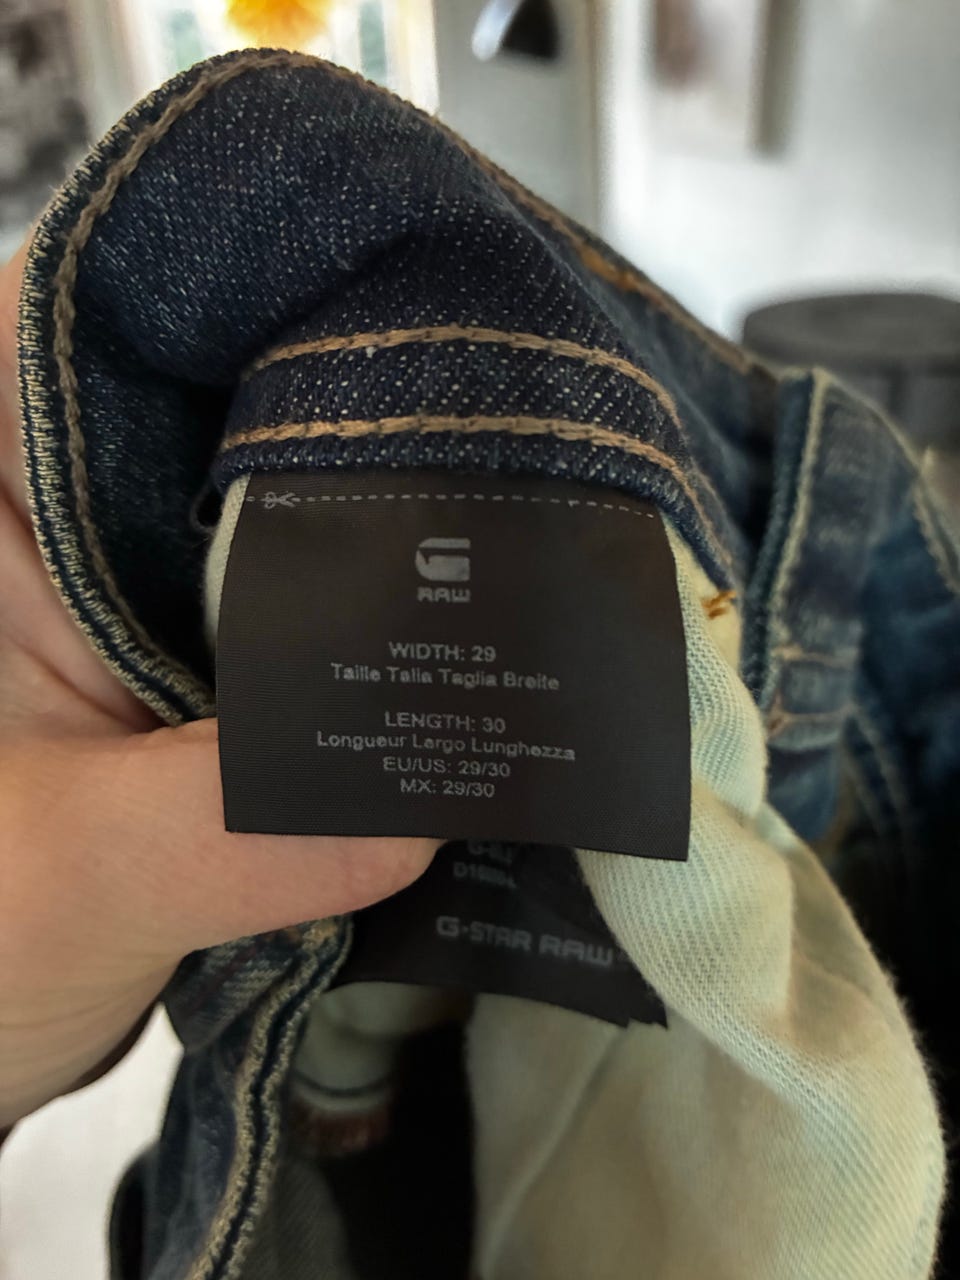 RAW
WIDTH: 29
Taille Talla Taglia Breite
LENGTH: 30
Longueur Largo Lunghezza
EU/US: 29/30
MX: 29/30
G-STAR RAW